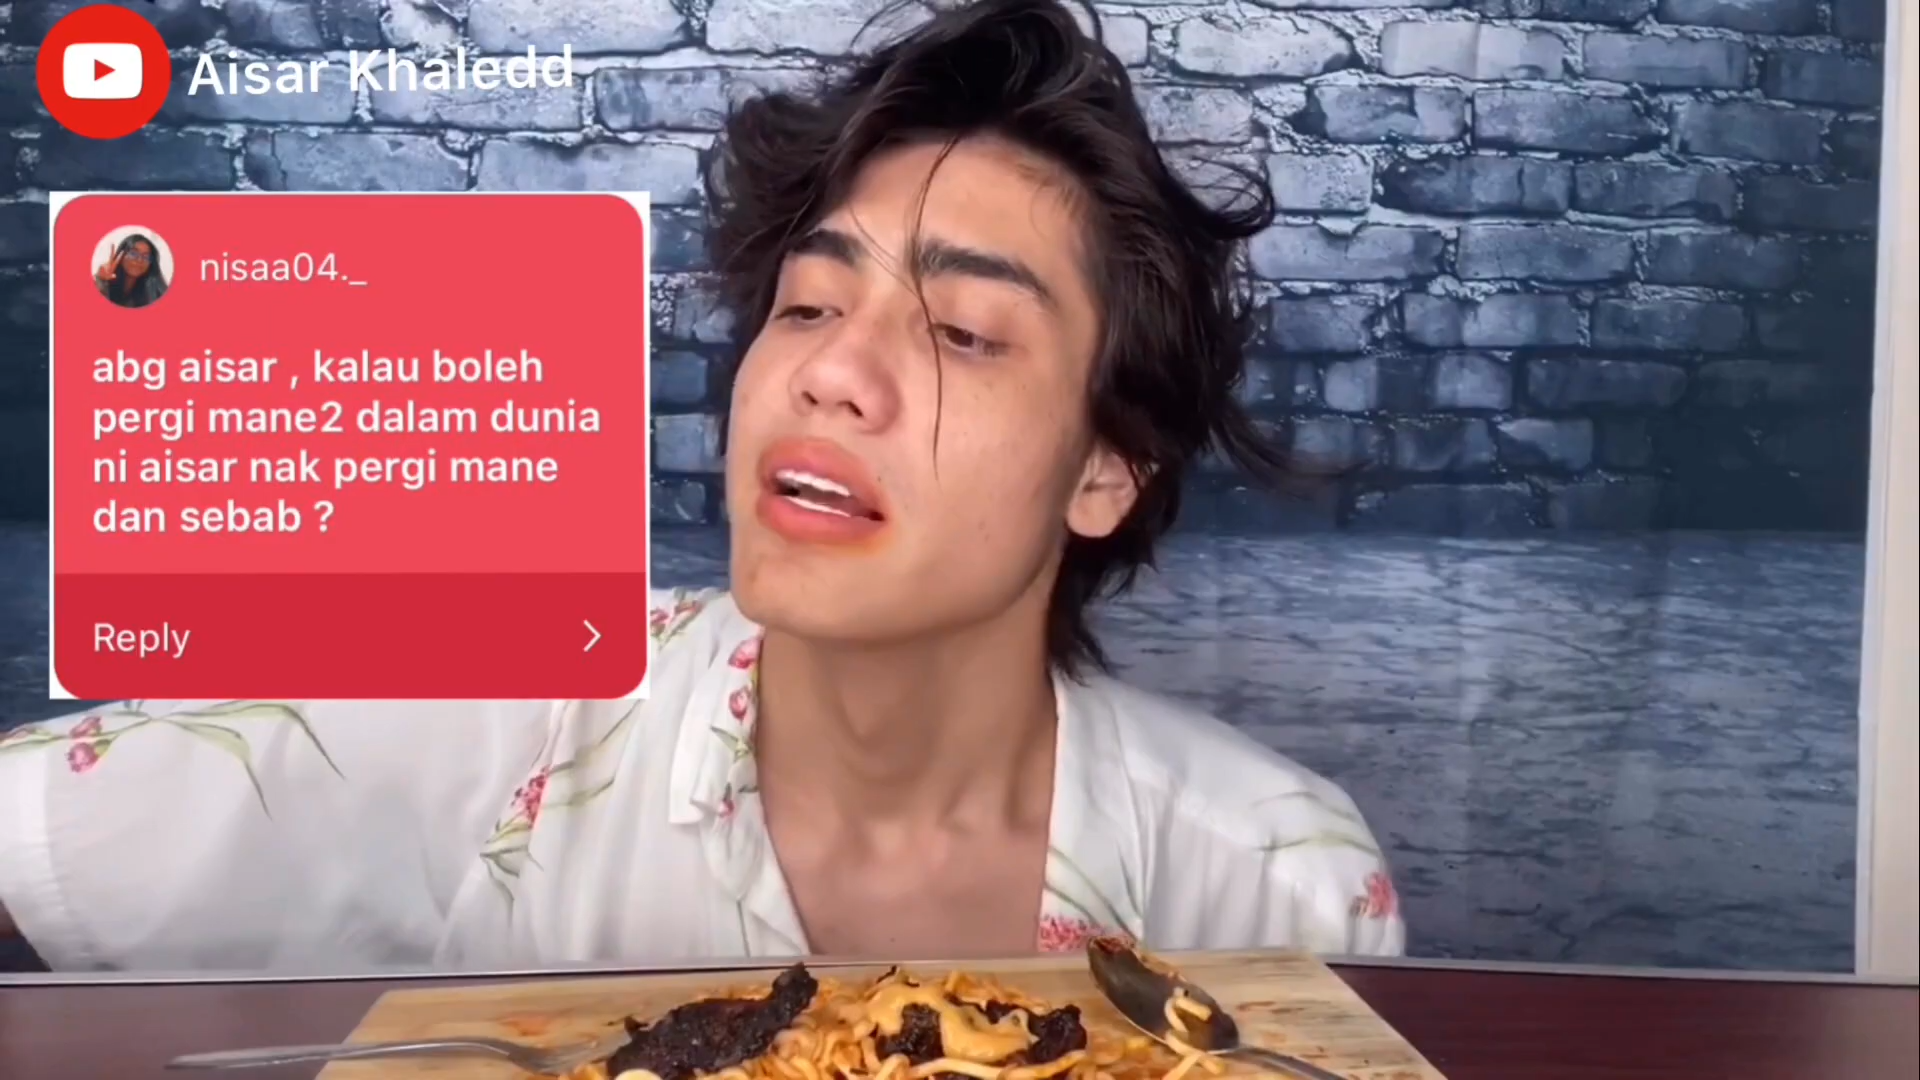 Aisar Khaledd
nisaa04._
abg aisar , kalau boleh
pergi mane2 dalam dunia
ni aisar nak pergi mane
dan sebab ?
Reply